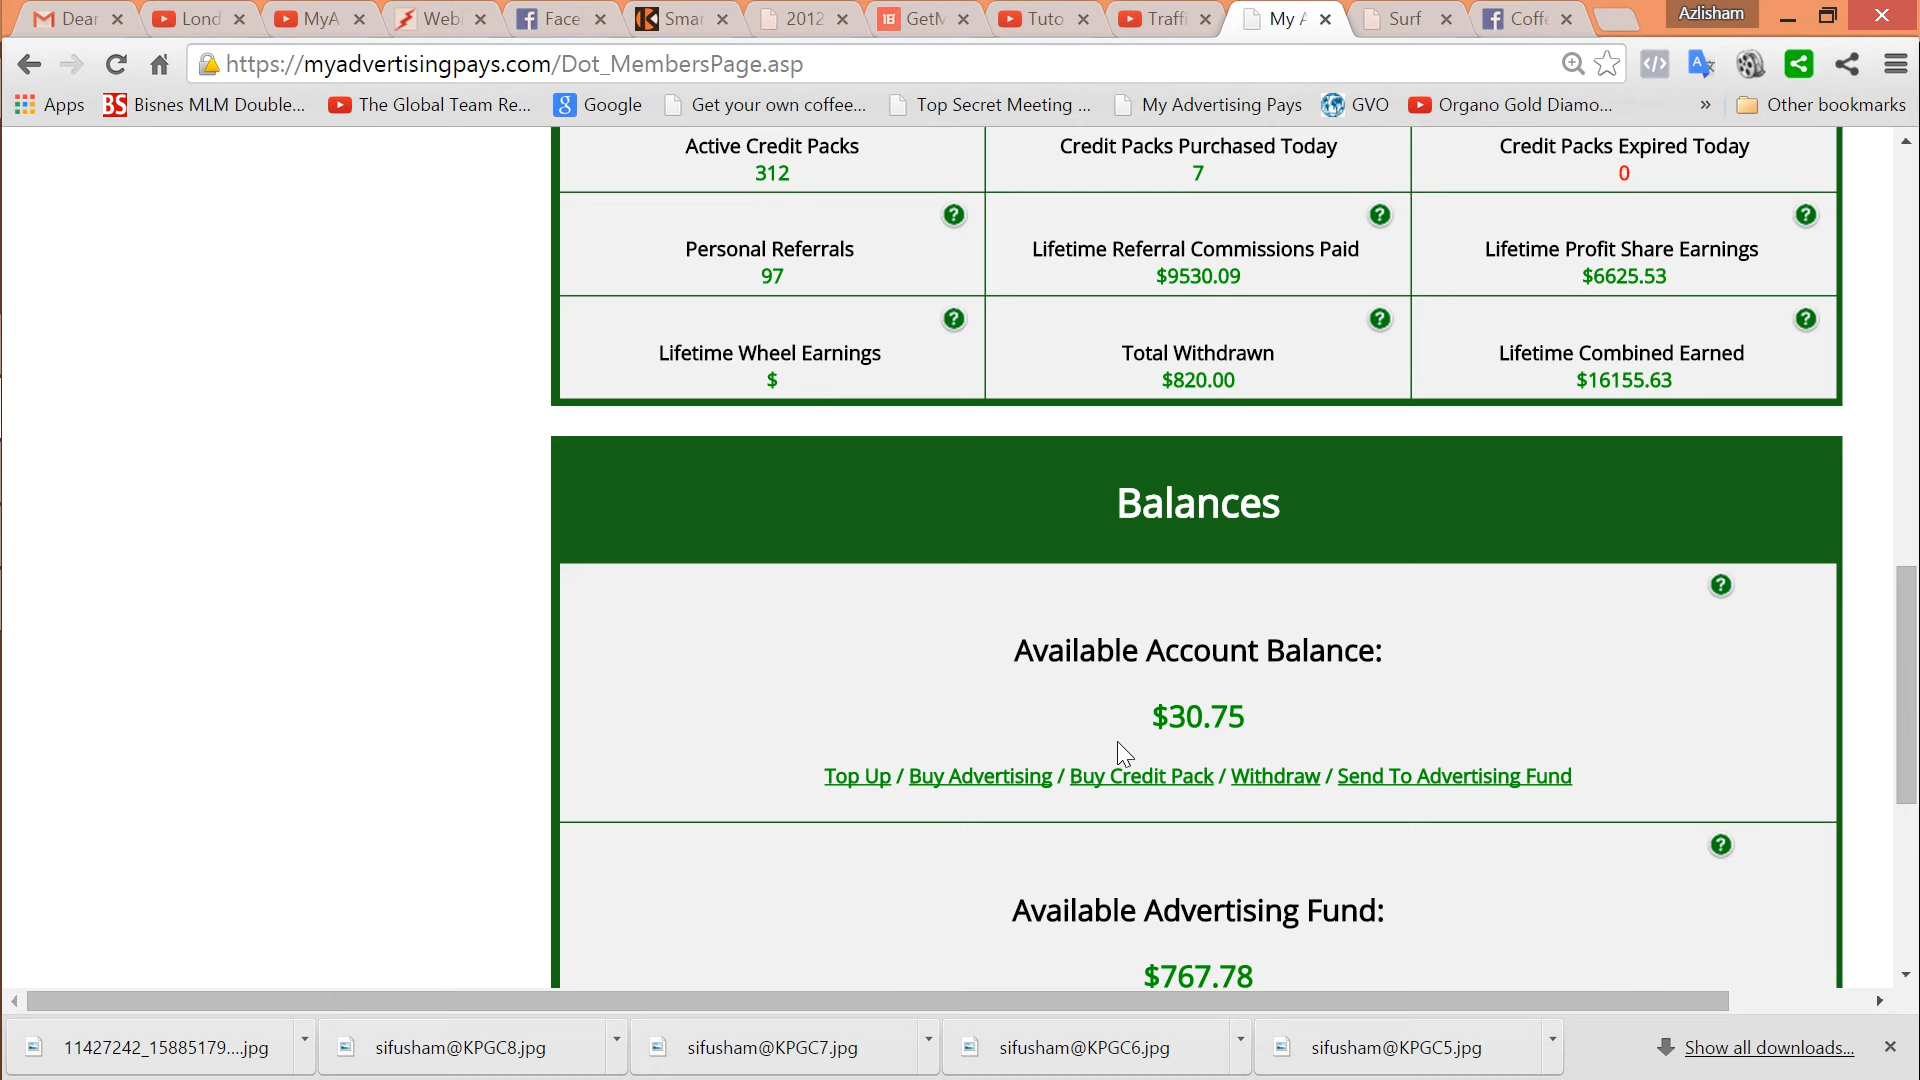 Dear Lond MyA Webi Face Smar 2012 GetM Tuto Traffi My A Surf Coffe Azlisham
https://myadvertisingpays.com/Dot_MembersPage.asp
Apps BS Bisnes MLM Double... The Global Team Re... Google Get your own coffee... Top Secret Meeting ... My Advertising Pays GVO Organo Gold Diamo... » Other bookmarks
Active Credit Packs Credit Packs Purchased Today Credit Packs Expired Today
312 7 0
Personal Referrals Lifetime Referral Commissions Paid Lifetime Profit Share Earnings
97 $9530.09 $6625.53
Lifetime Wheel Earnings Total Withdrawn Lifetime Combined Earned
$ $820.00 $16155.63
Balances
Available Account Balance:
$30.75
Top Up / Buy Advertising / Buy Credit Pack / Withdraw / Send To Advertising Fund
Available Advertising Fund:
$767.78
11427242_15885179....jpg sifusham@KPGC8.jpg sifusham@KPGC7.jpg sifusham@KPGC6.jpg sifusham@KPGC5.jpg Show all downloads...